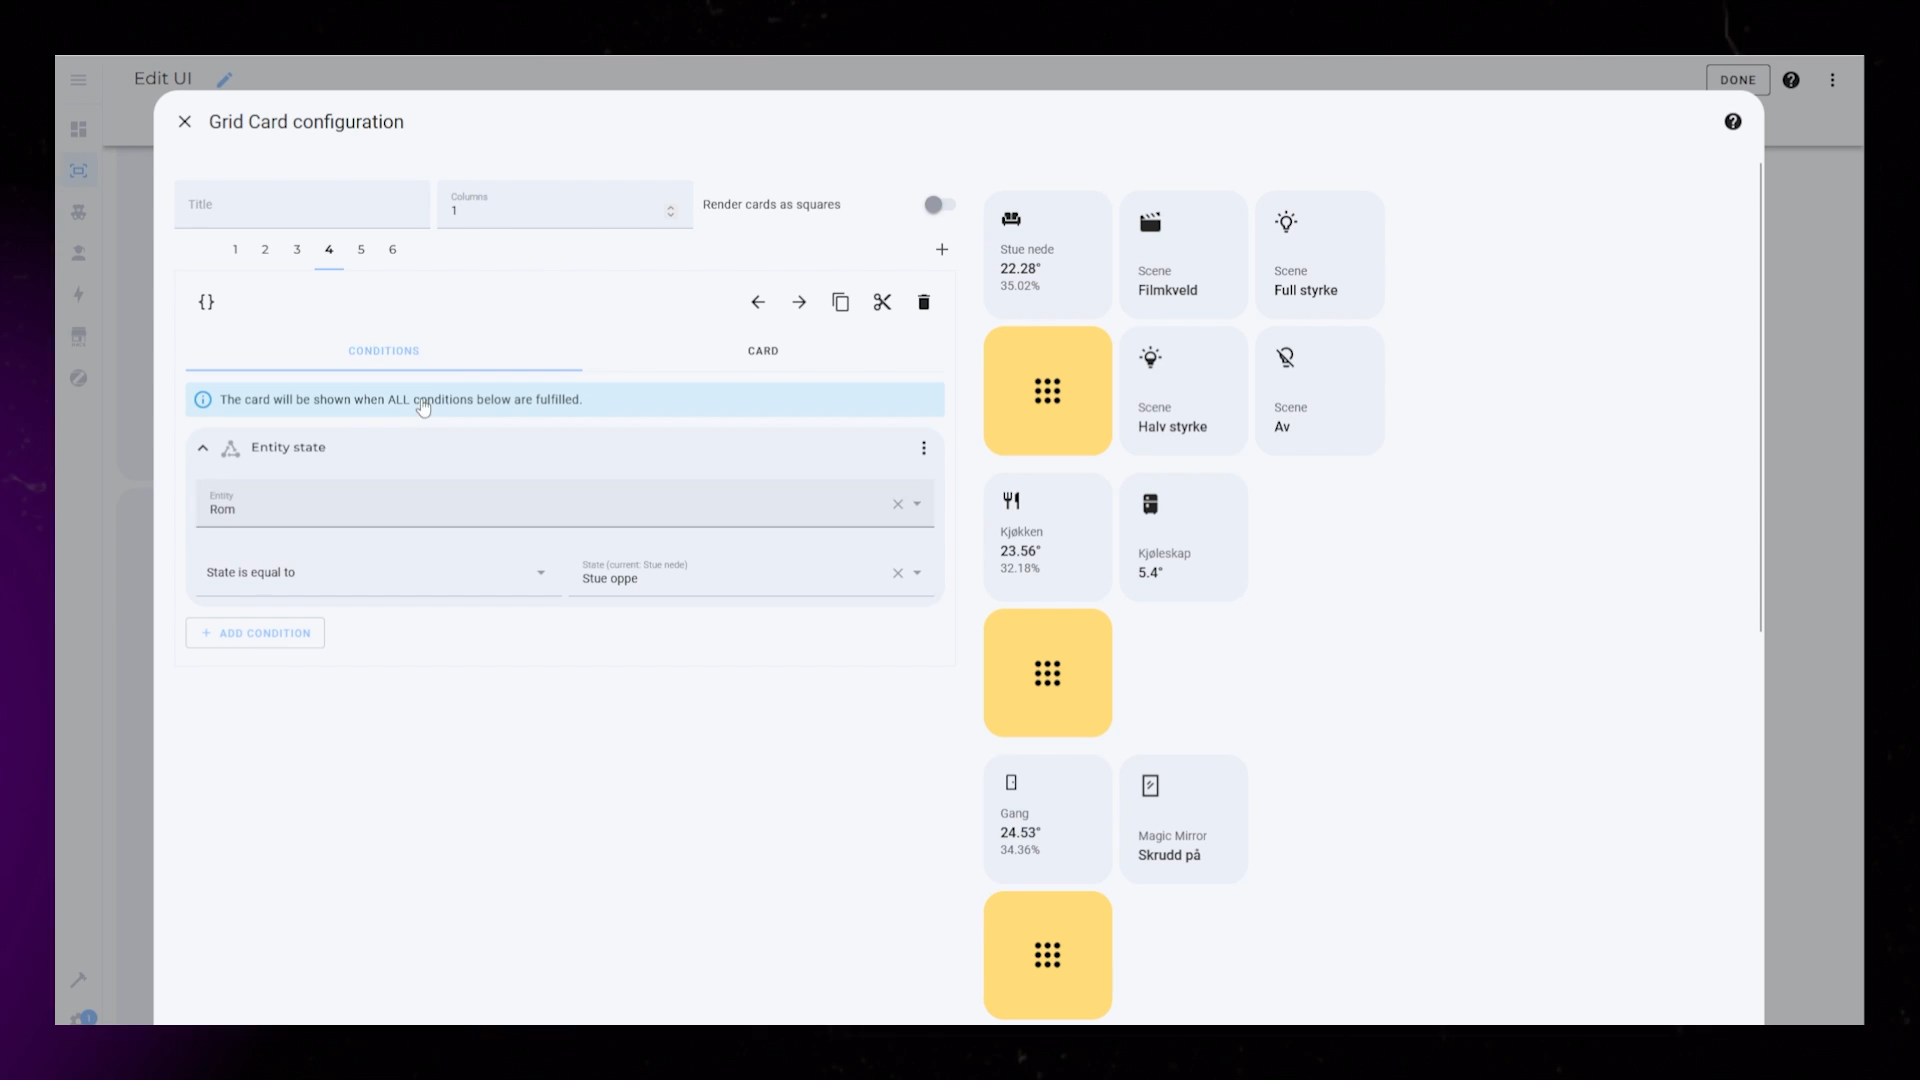 Edit UI
DONE
Grid Card configuration
Title
Columns
1
Render cards as squares
1 2 3 4 5 6
{}
CONDITIONS
CARD
The card will be shown when ALL conditions below are fulfilled.
Entity state
Entity
Rom
State is equal to
State (current: Stue nede)
Stue oppe
+ ADD CONDITION
Stue nede
22.28°
35.02%
Scene
Filmkveld
Scene
Full styrke
Scene
Halv styrke
Scene
Av
Kjøkken
23.56°
32.18%
Kjøleskap
5.4°
Gang
24.53°
34.36%
Magic Mirror
Skrudd på
1